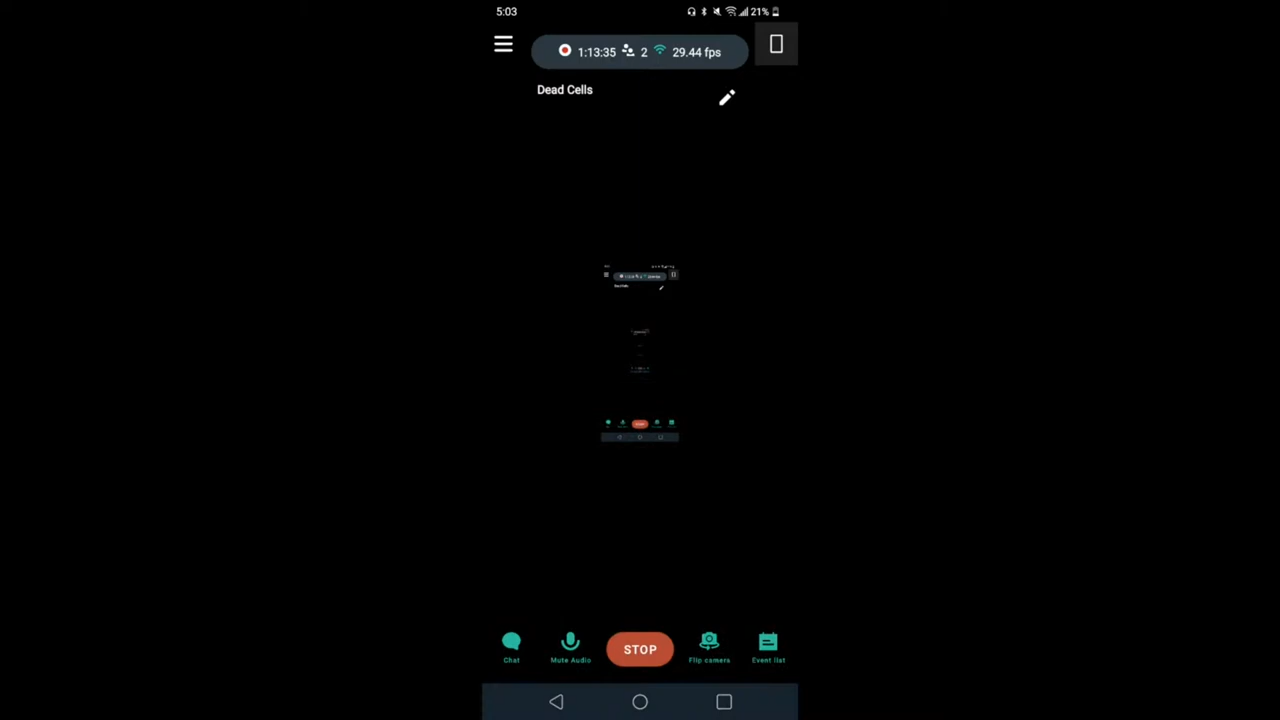 5:03 21%
1:13:35 2 29.44 fps
Dead Cells
STOP
Chat Mute Audio Flip camera Event list